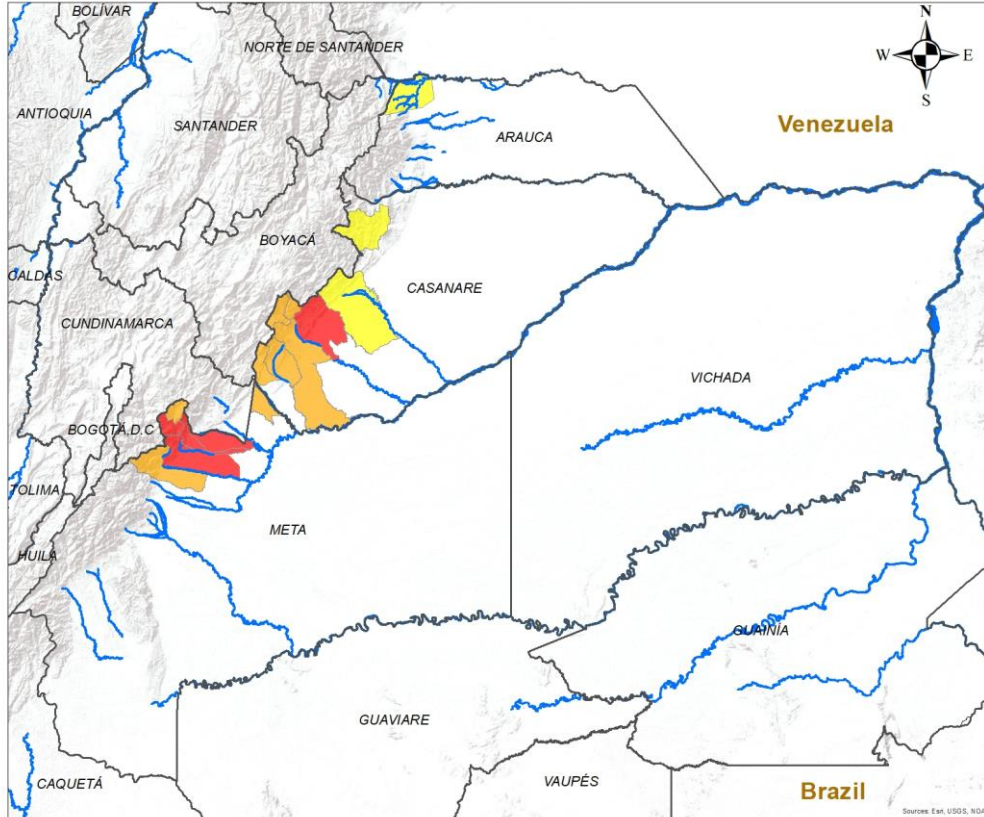 BOLÍVAR
N
NORTE DE SANTANDER
W
E
S
ANTIOQUIA
SANTANDER
Venezuela
ARAUCA
BOYACÁ
CALDAS
CASANARE
CUNDINAMARCA
VICHADA
BOGOTÁ D.C
TOLIMA
META
HUILA
GUAINÍA
GUAVIARE
CAQUETÁ
VAUPÉS
Brazil
Sources: Esri, USGS, NOA